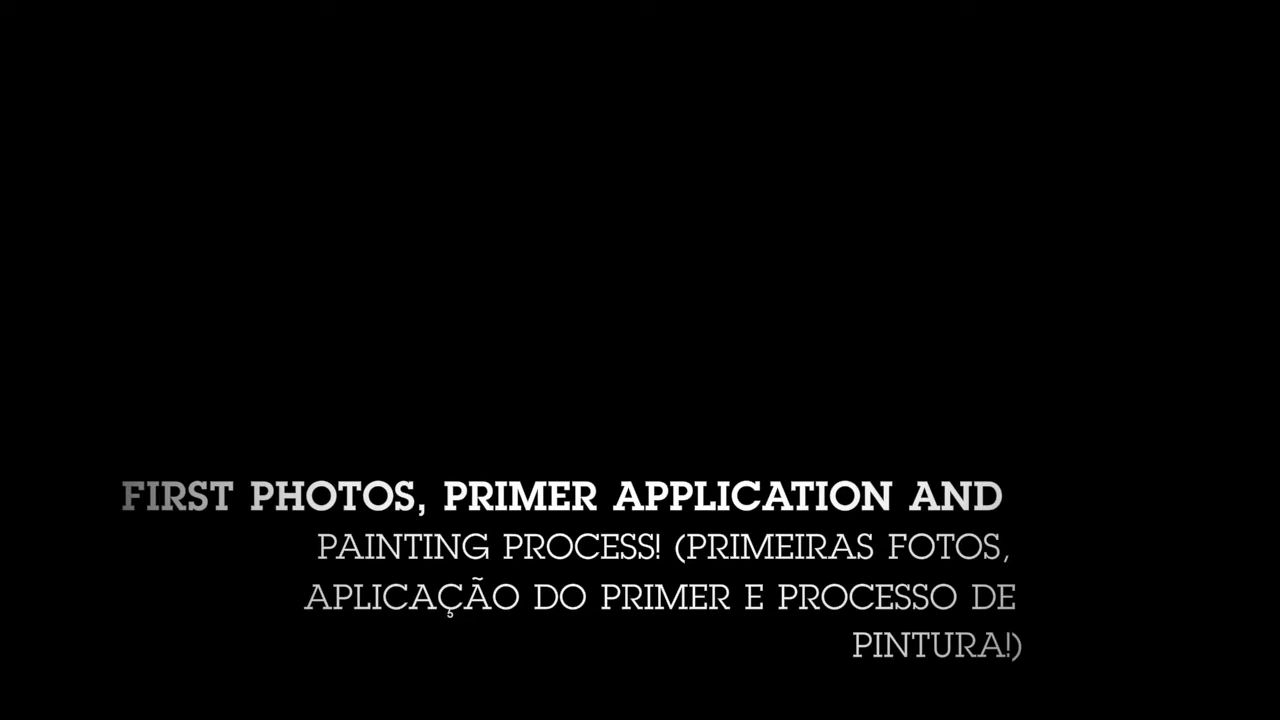 FIRST PHOTOS, PRIMER APPLICATION AND
PAINTING PROCESS! (PRIMEIRAS FOTOS,
APLICAÇÃO DO PRIMER E PROCESSO DE
PINTURA!)